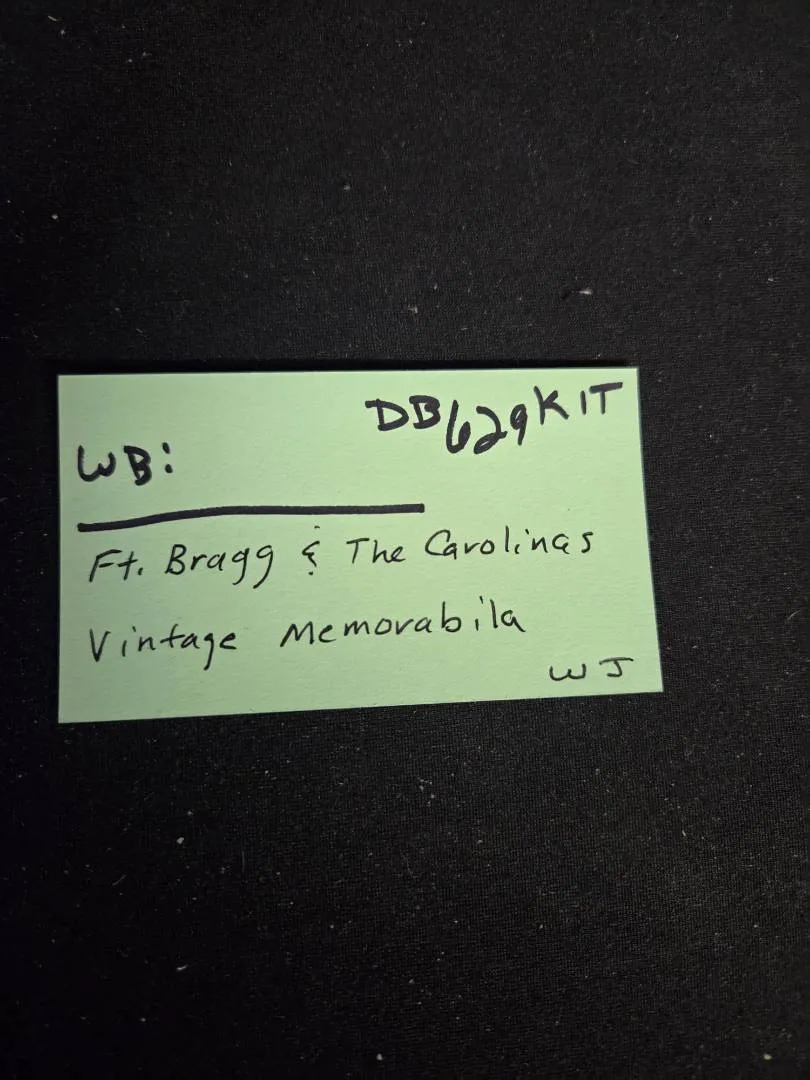 DB629KIT
WB:
Ft. Bragg & The Carolinas
Vintage Memorabila
WJ